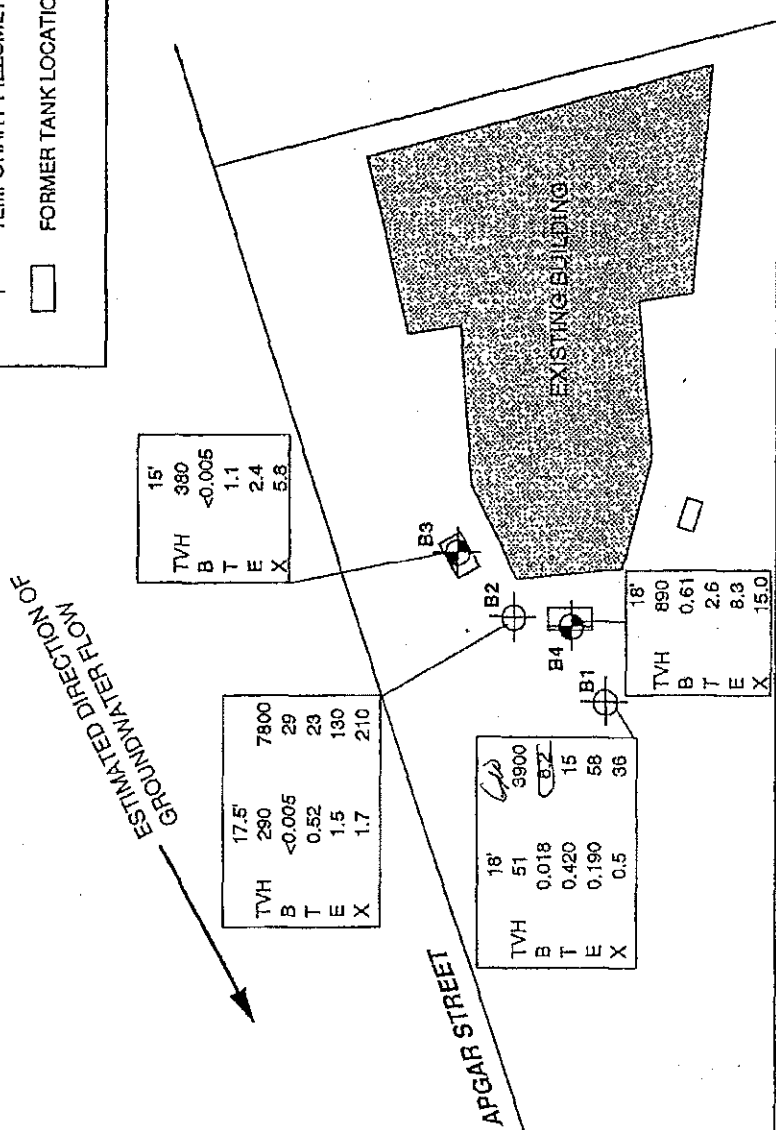 FORMER TANK LOCATIO
ESTIMATED DIRECTION OF
GROUNDWATER FLOW
15'
TVH 380
B <0.005
T 1.1
E 2.4
X 5.8
17.5'
TVH 290 7800
B <0.005 29
T 0.52 23
E 1.5 130
X 1.7 210
B3
B2
EXISTING BUILDING
B4
B1
18'
TVH 890
B 0.61
T 2.6
E 8.3
X 15.0
18'
TVH 51 3900
B 0.018 8.2
T 0.420 15
E 0.190 58
X 0.5 36
APGAR STREET